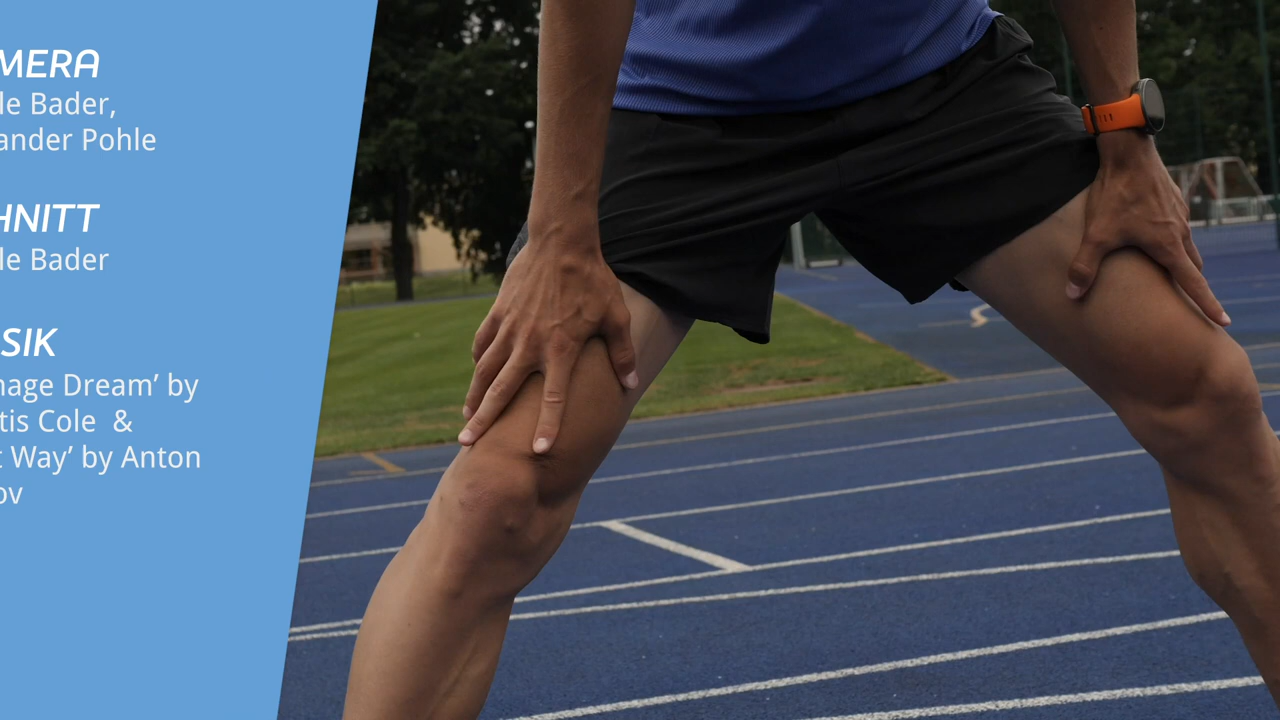 MERA
le Bader,
ander Pohle
HNITT
le Bader
SIK
nage Dream’ by
tis Cole &
t Way’ by Anton
ov